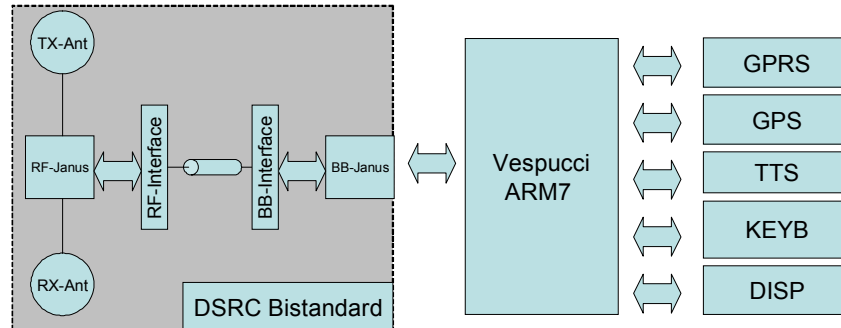 TX-Ant
RF-Janus
RF-Interface
BB-Interface
BB-Janus
RX-Ant
DSRC Bistandard
Vespucci
ARM7
GPRS
GPS
TTS
KEYB
DISP